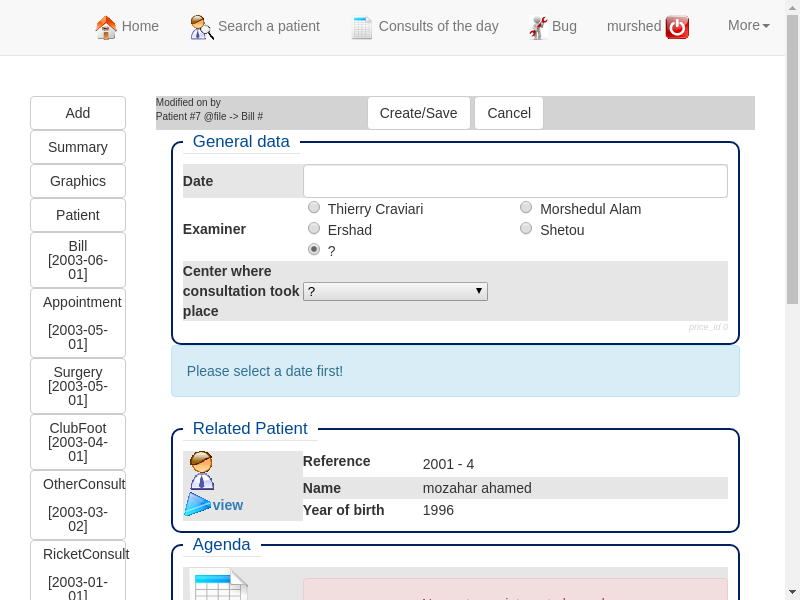 Home
Search a patient
Consults of the day
Bug
murshed
More
Add
Summary
Graphics
Patient
Bill
[2003-06-
01]
Appointment
[2003-05-
01]
Surgery
[2003-05-
01]
ClubFoot
[2003-04-
01]
OtherConsult
[2003-03-
02]
RicketConsult
[2003-01-
01]
Modified on by
Patient #7 @file -> Bill #
Create/Save
Cancel
General data
Date
Examiner
Thierry Craviari
Morshedul Alam
Ershad
Shetou
?
Center where
consultation took
place
?
price_id 0
Please select a date first!
Related Patient
view
Reference
2001 - 4
Name
mozahar ahamed
Year of birth
1996
Agenda